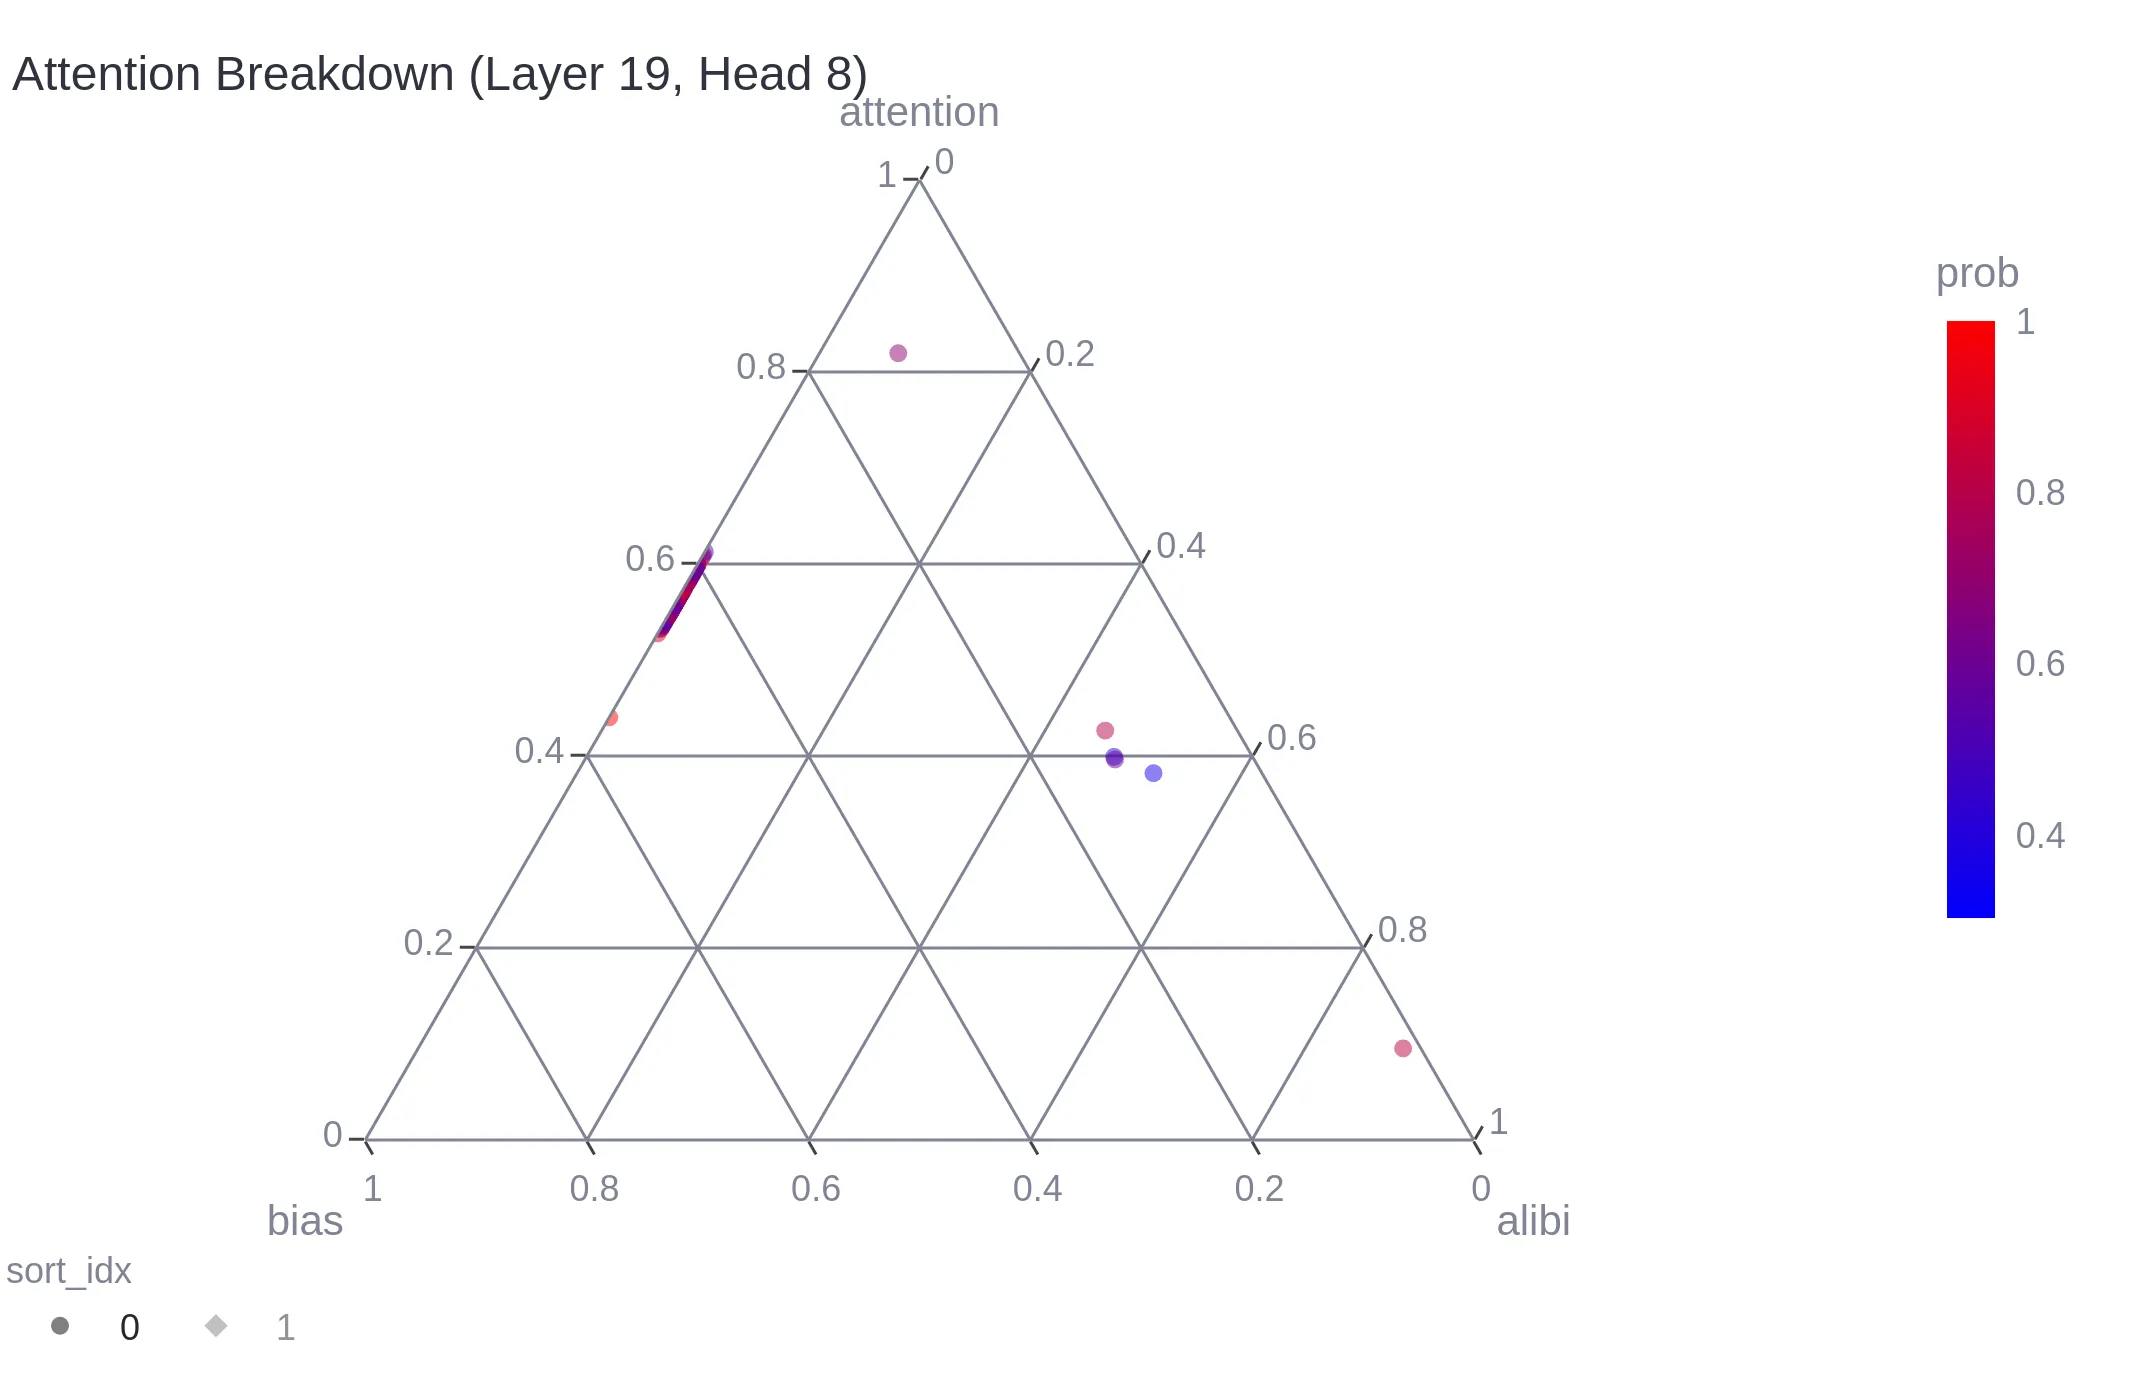 Attention Breakdown (Layer 19, Head 8)
attention
1 0
0.8 0.2
0.6 0.4
0.4 0.6
0.2 0.8
0 1
1 0.8 0.6 0.4 0.2 0
bias alibi
prob
1
0.8
0.6
0.4
sort_idx
0 1